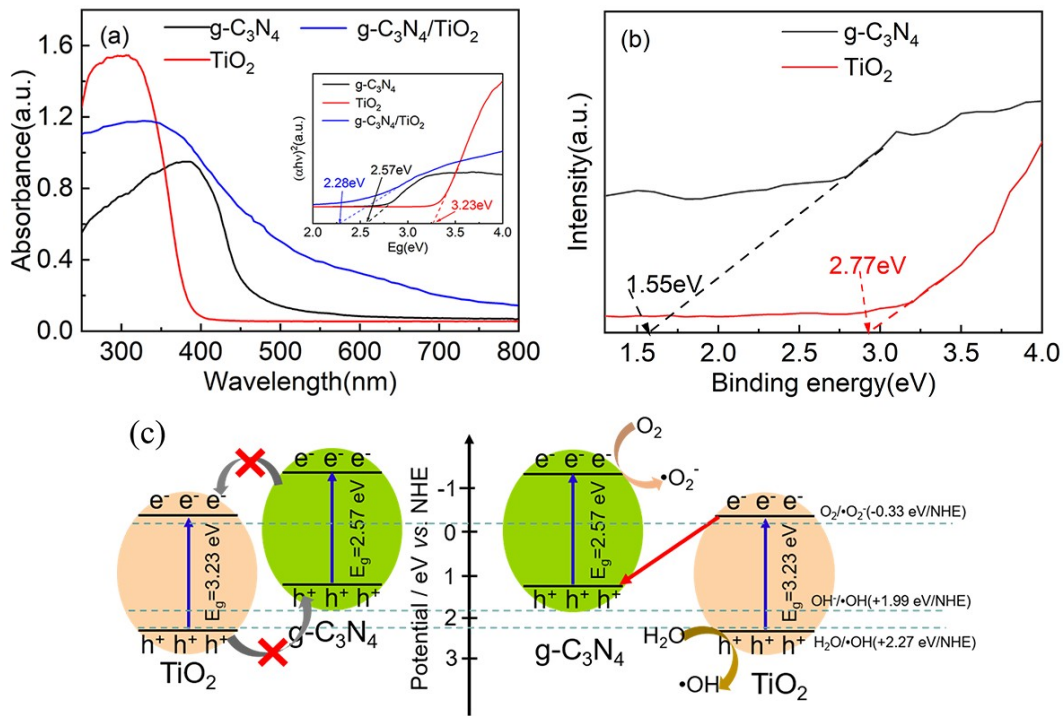 (a)
g-C₃N₄
g-C₃N₄/TiO₂
TiO₂
Absorbance(a.u.)
1.6
1.2
0.8
0.4
0.0
300 400 500 600 700 800
Wavelength(nm)
g-C₃N₄
TiO₂
g-C₃N₄/TiO₂
(αhν)²(a.u.)
2.28eV
2.57eV
3.23eV
2.0 2.5 3.0 3.5 4.0
Eg(eV)
(b)
g-C₃N₄
TiO₂
Intensity(a.u.)
1.55eV
2.77eV
1.5 2.0 2.5 3.0 3.5 4.0
Binding energy(eV)
(c)
e⁻ e⁻ e⁻
E_g=3.23 eV
h⁺ h⁺ h⁺
TiO₂
e⁻ e⁻ e⁻
E_g=2.57 eV
h⁺ h⁺ h⁺
g-C₃N₄
Potential / eV vs. NHE
-1
0
1
2
3
e⁻ e⁻ e⁻
E_g=2.57 eV
h⁺ h⁺ h⁺
g-C₃N₄
O₂
•O₂⁻
e⁻ e⁻ e⁻
E_g=3.23 eV
h⁺ h⁺ h⁺
TiO₂
H₂O
•OH
O₂/•O₂⁻(-0.33 eV/NHE)
OH⁻/•OH(+1.99 eV/NHE)
H₂O/•OH(+2.27 eV/NHE)